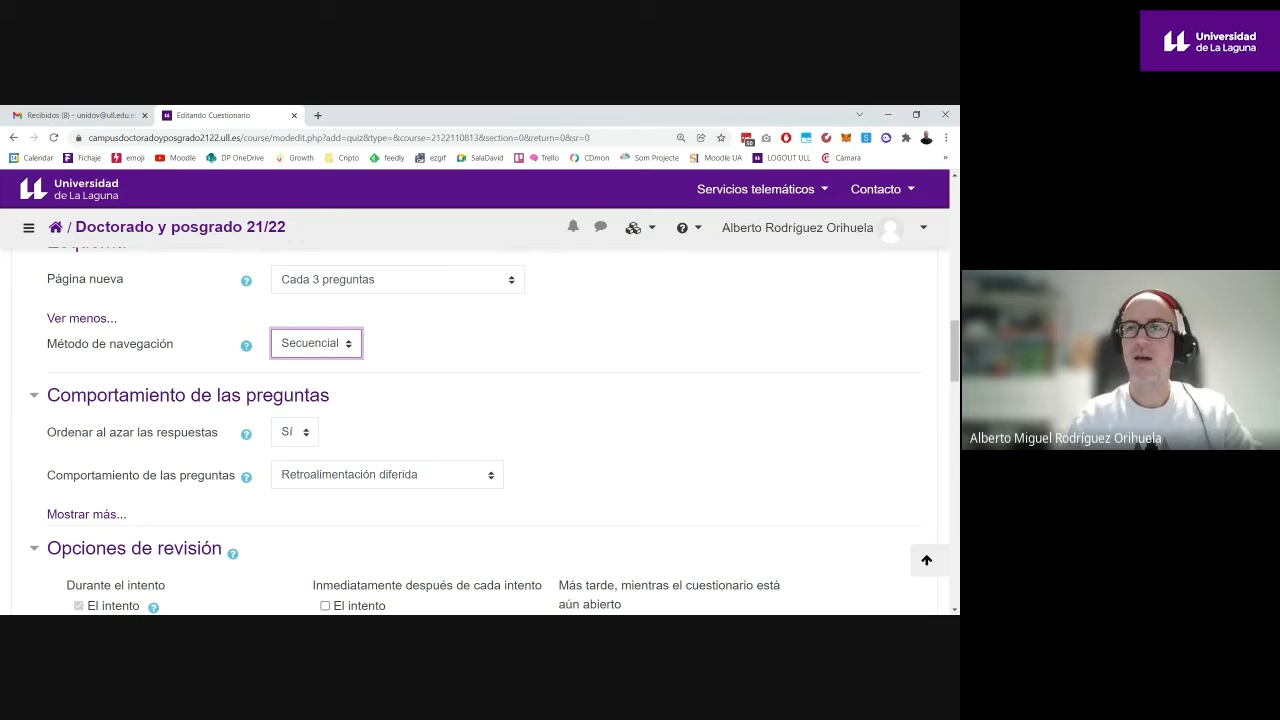 Universidad
de La Laguna
Recibidos (8) - unidov@ull.edu.e
Editando Cuestionario
campusdoctoradoyposgrado2122.ull.es/course/modedit.php?add=quiz&type=&course=2122110813&section=0&return=0&sr=0
Calendar Fichaje emoji Moodle DP OneDrive Growth Cripto feedly ezgif SalaDavid Trello CDmon Som Projecte Moodle UA LOGOUT ULL Cámara »
Universidad
de La Laguna
Servicios telemáticos Contacto
/ Doctorado y posgrado 21/22
Alberto Rodríguez Orihuela
Esquema
Página nueva Cada 3 preguntas
Ver menos...
Método de navegación Secuencial
Comportamiento de las preguntas
Ordenar al azar las respuestas Sí
Comportamiento de las preguntas Retroalimentación diferida
Mostrar más...
Opciones de revisión
Durante el intento
Inmediatamente después de cada intento
Más tarde, mientras el cuestionario está
aún abierto
El intento
El intento
Alberto Miguel Rodríguez Orihuela